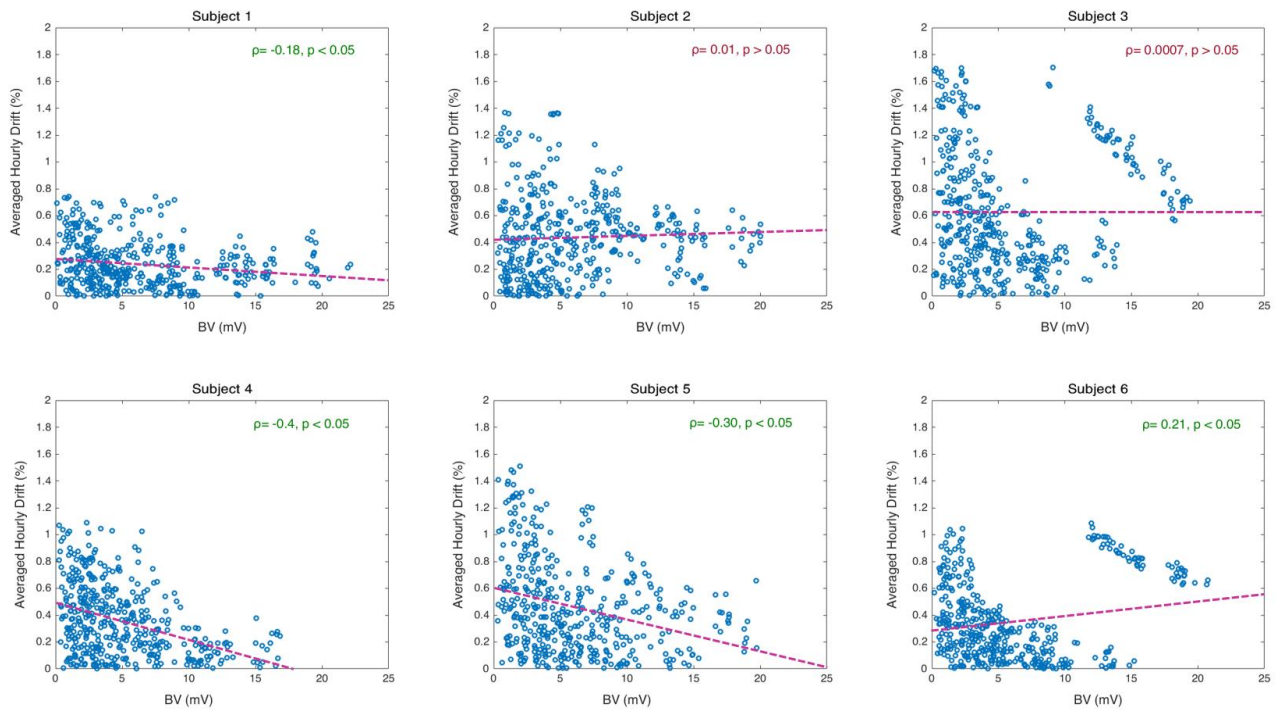 Subject 1
ρ= -0.18, p < 0.05
Averaged Hourly Drift (%)
2
1.8
1.6
1.4
1.2
1
0.8
0.6
0.4
0.2
0
0 5 10 15 20 25
BV (mV)
Subject 2
ρ= 0.01, p > 0.05
Averaged Hourly Drift (%)
2
1.8
1.6
1.4
1.2
1
0.8
0.6
0.4
0.2
0
0 5 10 15 20 25
BV (mV)
Subject 3
ρ= 0.0007, p > 0.05
Averaged Hourly Drift (%)
2
1.8
1.6
1.4
1.2
1
0.8
0.6
0.4
0.2
0
0 5 10 15 20 25
BV (mV)
Subject 4
ρ= -0.4, p < 0.05
Averaged Hourly Drift (%)
2
1.8
1.6
1.4
1.2
1
0.8
0.6
0.4
0.2
0
0 5 10 15 20 25
BV (mV)
Subject 5
ρ= -0.30, p < 0.05
Averaged Hourly Drift (%)
2
1.8
1.6
1.4
1.2
1
0.8
0.6
0.4
0.2
0
0 5 10 15 20 25
BV (mV)
Subject 6
ρ= 0.21, p < 0.05
Averaged Hourly Drift (%)
2
1.8
1.6
1.4
1.2
1
0.8
0.6
0.4
0.2
0
0 5 10 15 20 25
BV (mV)